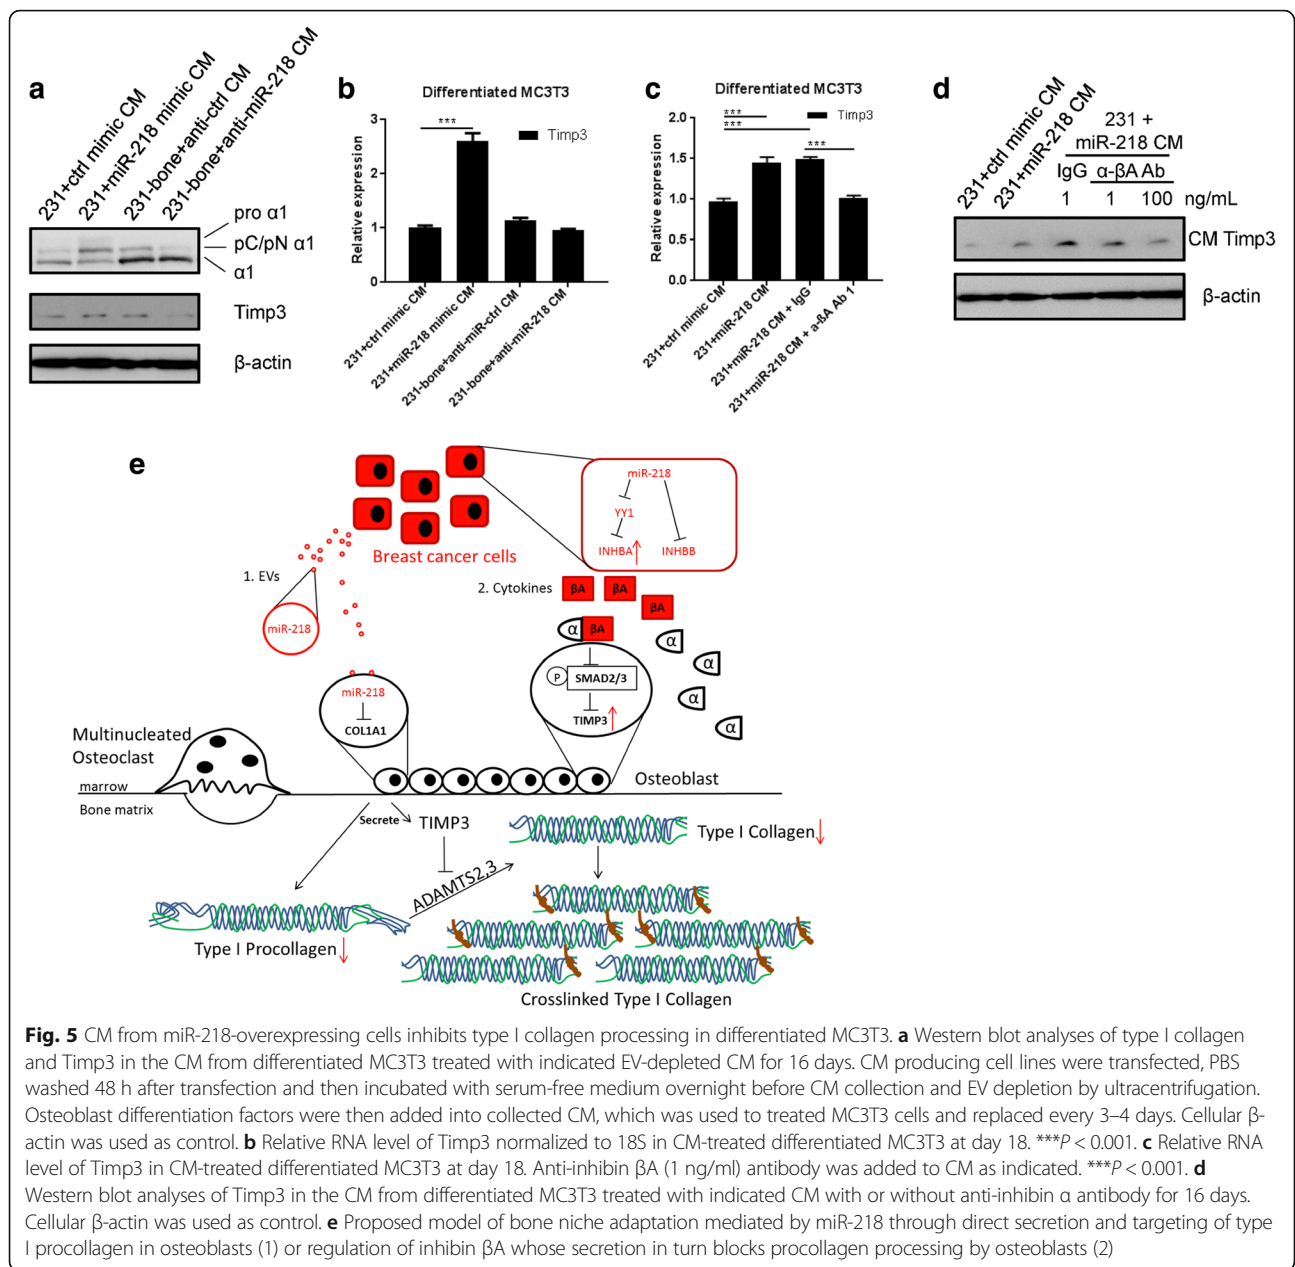 a
231+ctrl mimic CM
231+miR-218 mimic CM
231-bone+anti-ctrl CM
231-bone+anti-miR-218 CM
pro α1
pC/pN α1
α1
Timp3
β-actin
b
Differentiated MC3T3
***
Timp3
Relative expression
3
2
1
0
231+ctrl mimic CM
231+miR-218 mimic CM
231-bone+anti-miR-ctrl CM
231-bone+anti-miR-218 CM
c
Differentiated MC3T3
***
***
***
Timp3
Relative expression
2.0
1.5
1.0
0.5
0.0
231+ctrl mimic CM
231+miR-218 CM
231+miR-218 CM + IgG
231+miR-218 CM + a-βA Ab 1
d
231+ctrl mimic CM
231+miR-218 CM
231 +
miR-218 CM
IgG α-βA Ab
1 1 100 ng/mL
CM Timp3
β-actin
e
miR-218
YY1
INHBA INHBB
Breast cancer cells
1. EVs
miR-218
2. Cytokines
βA βA
βA
α βA
α
α
α
α
P SMAD2/3
TIMP3
miR-218
COL1A1
Multinucleated
Osteoclast
Osteoblast
marrow
Bone matrix
Secrete
TIMP3
ADAMTS2,3
Type I Collagen
Type I Procollagen
Crosslinked Type I Collagen
Fig. 5 CM from miR-218-overexpressing cells inhibits type I collagen processing in differentiated MC3T3. a Western blot analyses of type I collagen
and Timp3 in the CM from differentiated MC3T3 treated with indicated EV-depleted CM for 16 days. CM producing cell lines were transfected, PBS
washed 48 h after transfection and then incubated with serum-free medium overnight before CM collection and EV depletion by ultracentrifugation.
Osteoblast differentiation factors were then added into collected CM, which was used to treated MC3T3 cells and replaced every 3–4 days. Cellular β-
actin was used as control. b Relative RNA level of Timp3 normalized to 18S in CM-treated differentiated MC3T3 at day 18. ***P < 0.001. c Relative RNA
level of Timp3 in CM-treated differentiated MC3T3 at day 18. Anti-inhibin βA (1 ng/ml) antibody was added to CM as indicated. ***P < 0.001. d
Western blot analyses of Timp3 in the CM from differentiated MC3T3 treated with indicated CM with or without anti-inhibin α antibody for 16 days.
Cellular β-actin was used as control. e Proposed model of bone niche adaptation mediated by miR-218 through direct secretion and targeting of type
I procollagen in osteoblasts (1) or regulation of inhibin βA whose secretion in turn blocks procollagen processing by osteoblasts (2)